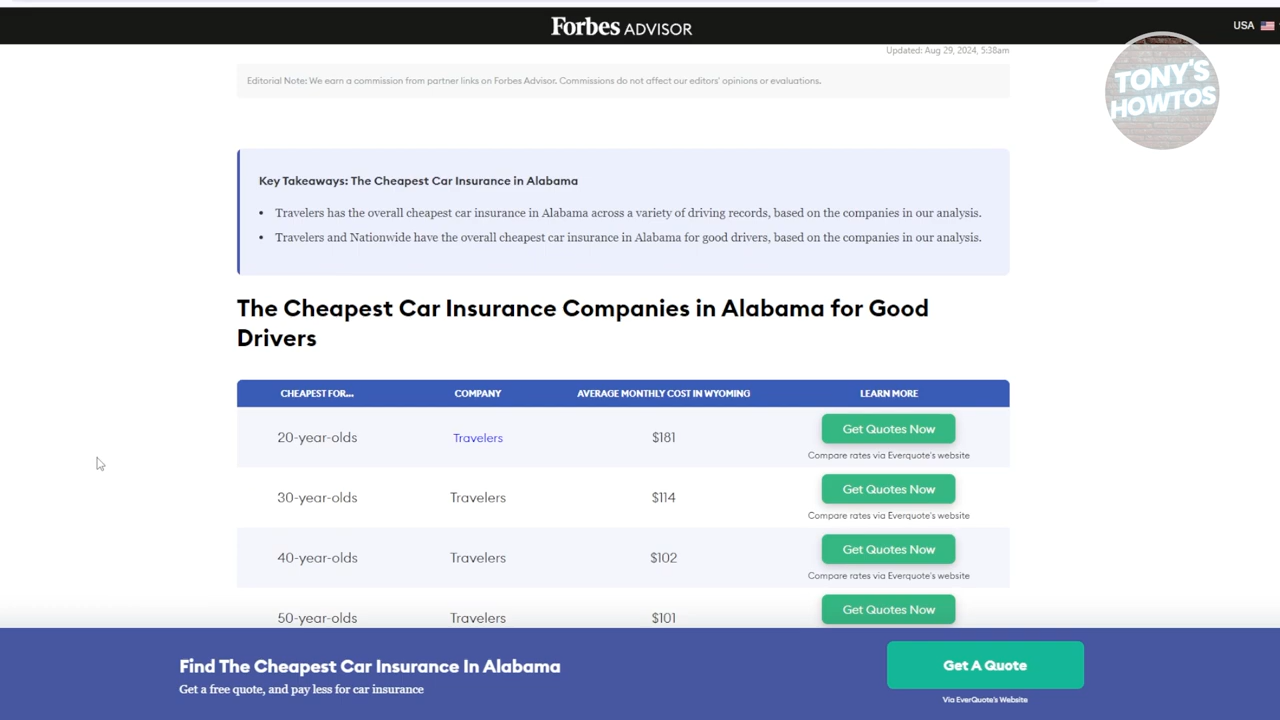 Forbes ADVISOR
USA
Updated: Aug 29, 2024, 5:38am
Editorial Note: We earn a commission from partner links on Forbes Advisor. Commissions do not affect our editors' opinions or evaluations.
TONY'S
HOWTOS
Key Takeaways: The Cheapest Car Insurance in Alabama
• Travelers has the overall cheapest car insurance in Alabama across a variety of driving records, based on the companies in our analysis.
• Travelers and Nationwide have the overall cheapest car insurance in Alabama for good drivers, based on the companies in our analysis.
The Cheapest Car Insurance Companies in Alabama for Good
Drivers
CHEAPEST FOR... COMPANY AVERAGE MONTHLY COST IN WYOMING LEARN MORE
20-year-olds Travelers $181 Get Quotes Now
Compare rates via Everquote's website
30-year-olds Travelers $114 Get Quotes Now
Compare rates via Everquote's website
40-year-olds Travelers $102 Get Quotes Now
Compare rates via Everquote's website
50-year-olds Travelers $101 Get Quotes Now
Find The Cheapest Car Insurance In Alabama
Get a free quote, and pay less for car insurance
Get A Quote
Via EverQuote's Website